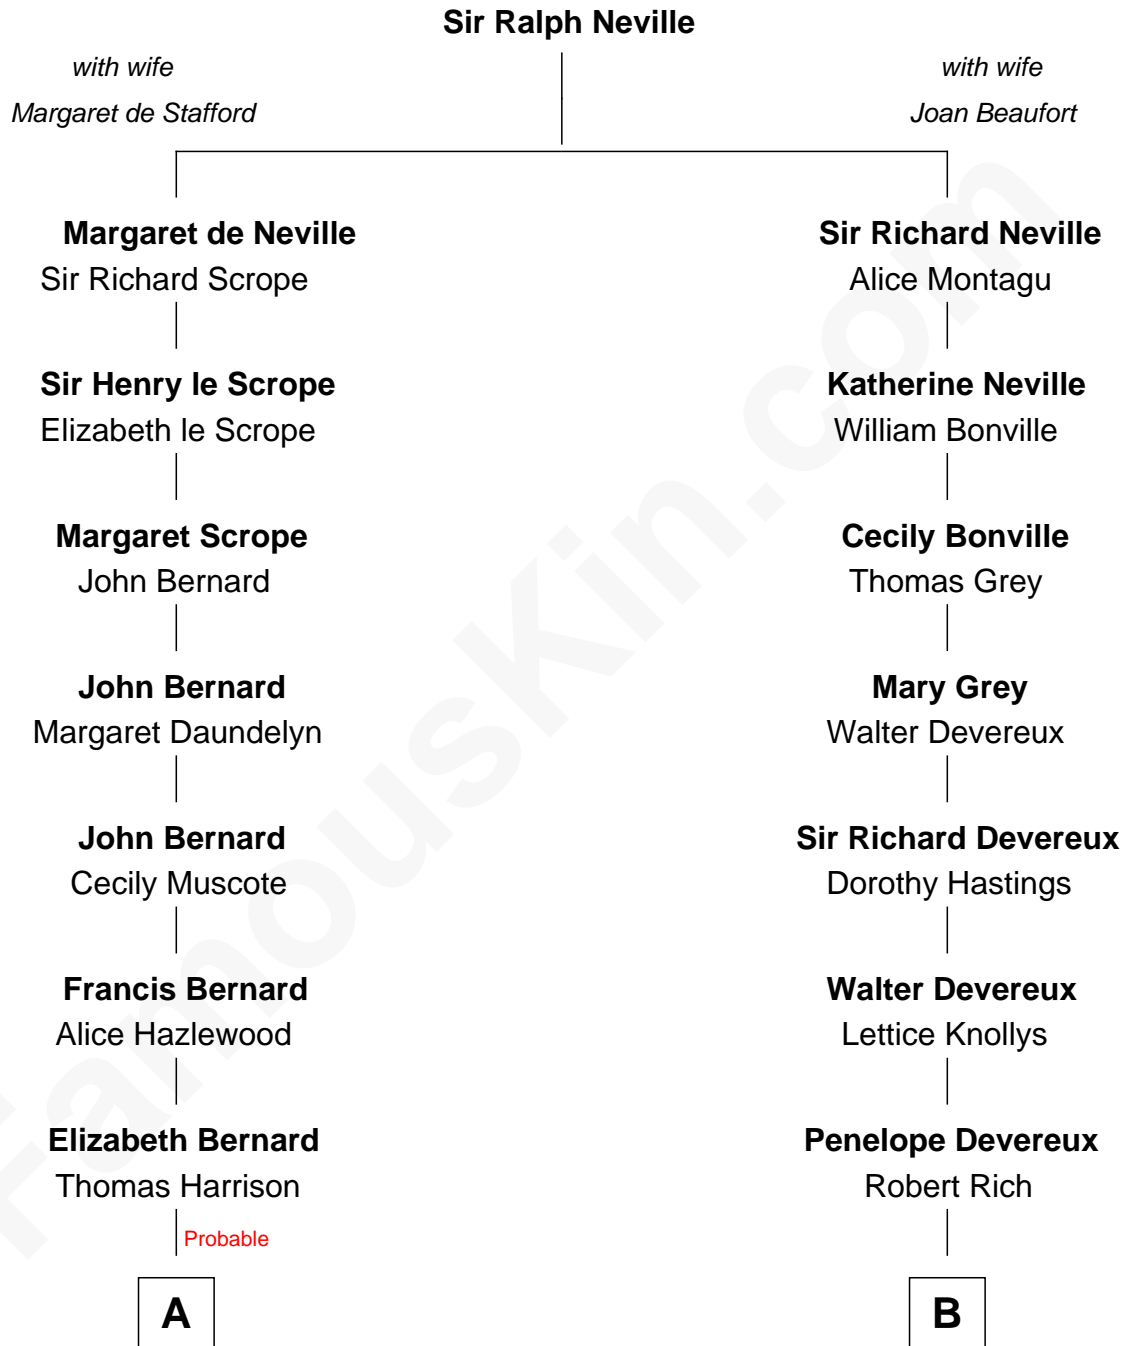 Sir Ralph Neville
with wife
Margaret de Stafford
with wife
Joan Beaufort
Margaret de Neville
Sir Richard Scrope
Sir Richard Neville
Alice Montagu
Sir Henry le Scrope
Elizabeth le Scrope
Katherine Neville
William Bonville
Margaret Scrope
John Bernard
Cecily Bonville
Thomas Grey
John Bernard
Margaret Daundelyn
Mary Grey
Walter Devereux
John Bernard
Cecily Muscote
Sir Richard Devereux
Dorothy Hastings
Francis Bernard
Alice Hazlewood
Walter Devereux
Lettice Knollys
Elizabeth Bernard
Thomas Harrison
Penelope Devereux
Robert Rich
Probable
A
B
FamousKin.com